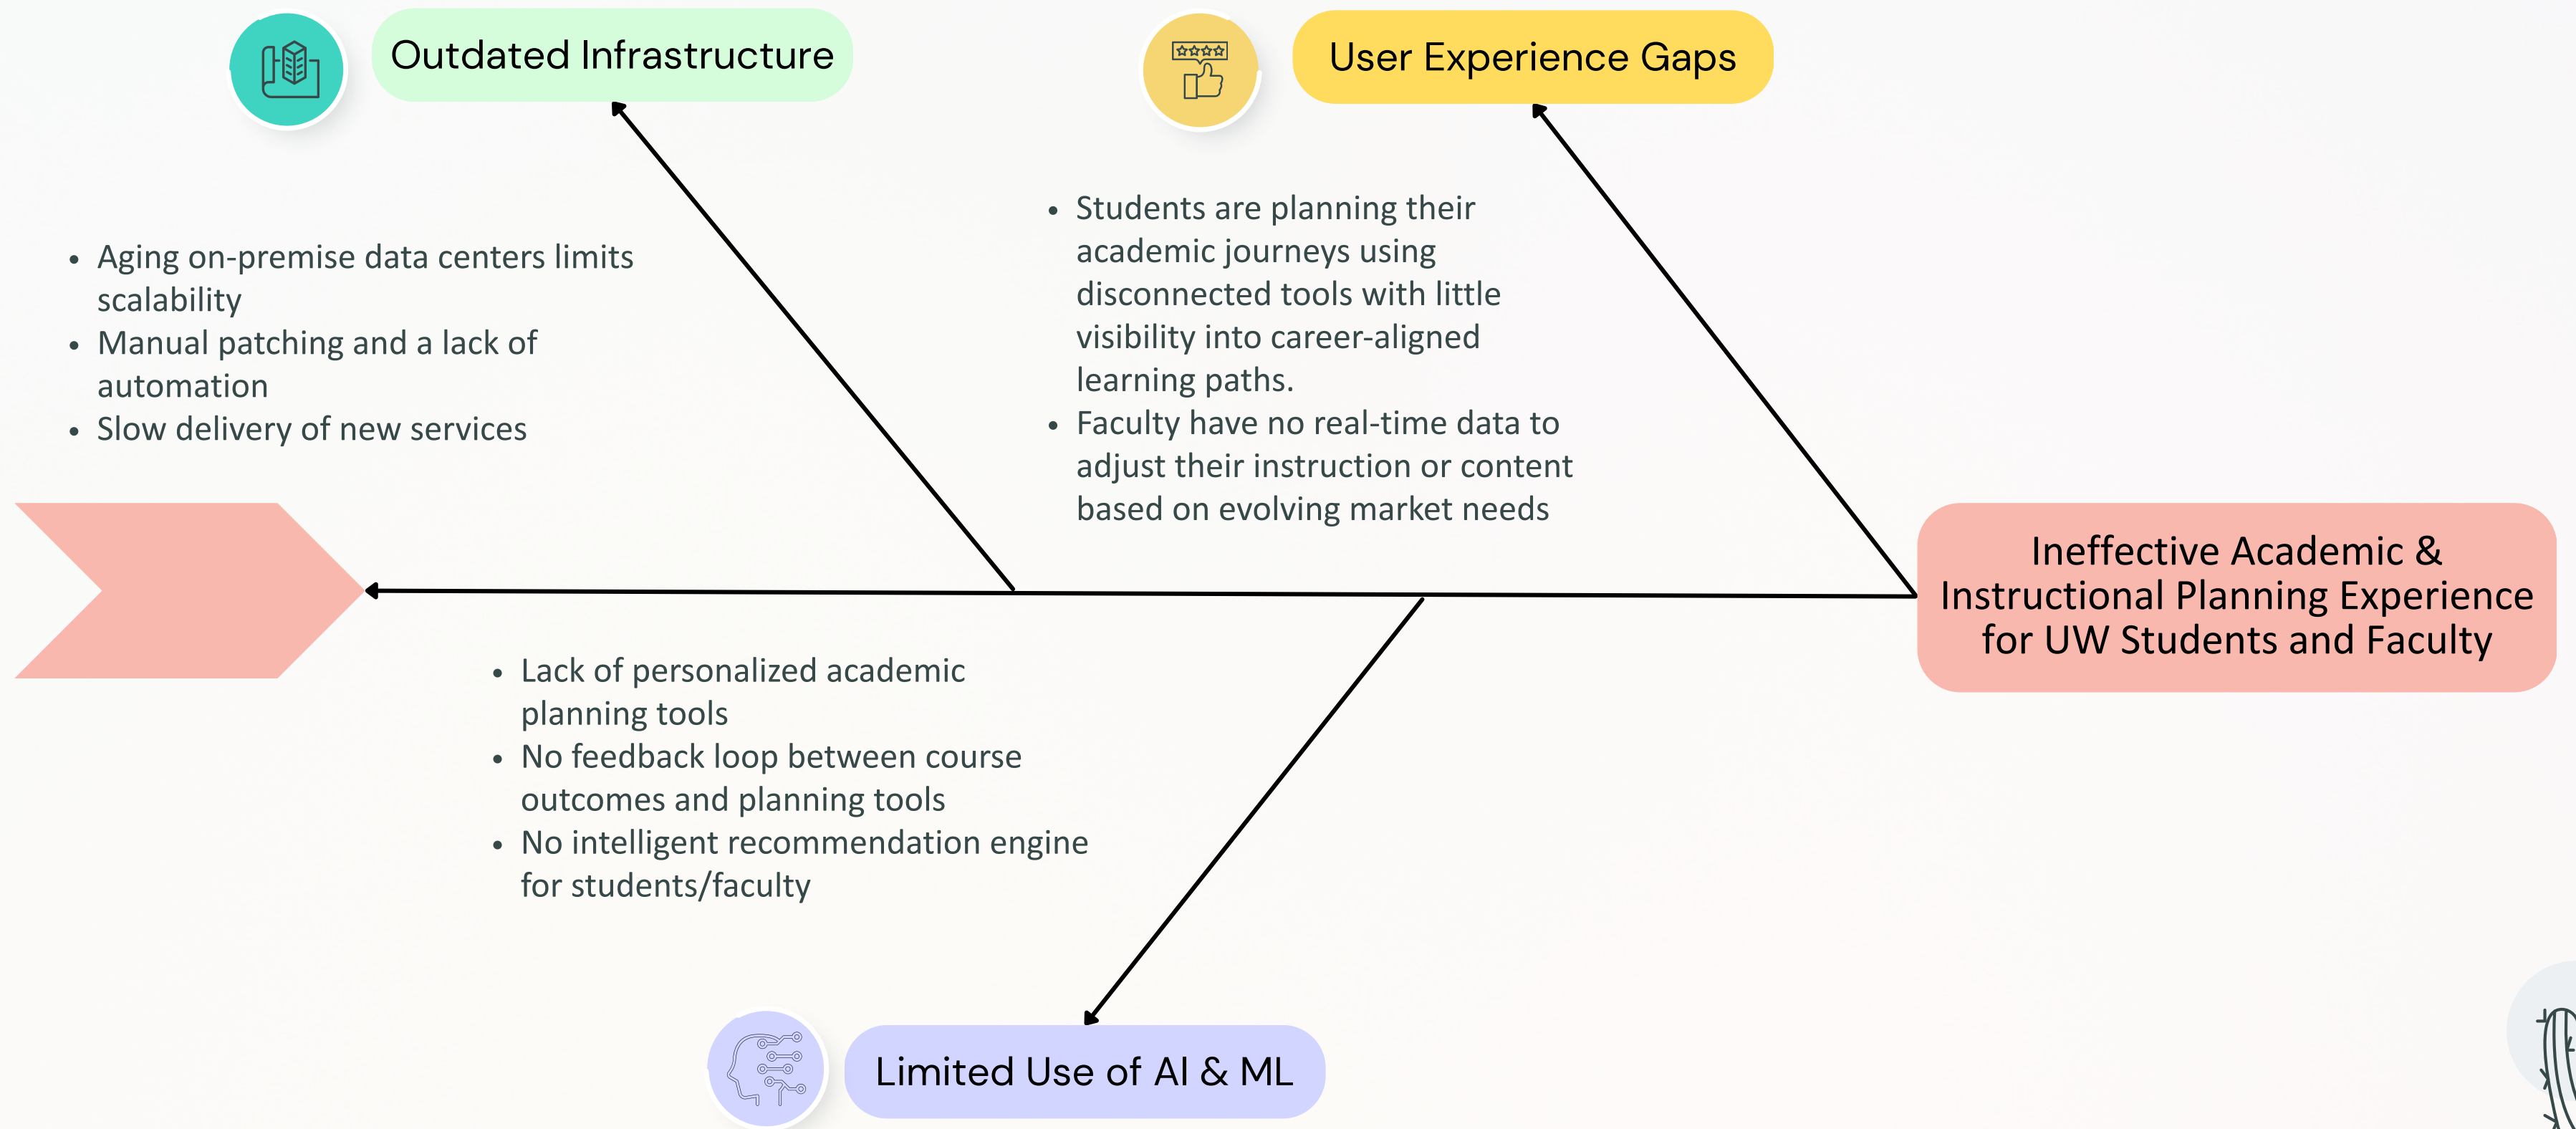 Outdated Infrastructure
User Experience Gaps
• Aging on-premise data centers limits
scalability
• Manual patching and a lack of
automation
• Slow delivery of new services
• Students are planning their
academic journeys using
disconnected tools with little
visibility into career-aligned
learning paths.
• Faculty have no real-time data to
adjust their instruction or content
based on evolving market needs
Ineffective Academic &
Instructional Planning Experience
for UW Students and Faculty
• Lack of personalized academic
planning tools
• No feedback loop between course
outcomes and planning tools
• No intelligent recommendation engine
for students/faculty
Limited Use of AI & ML